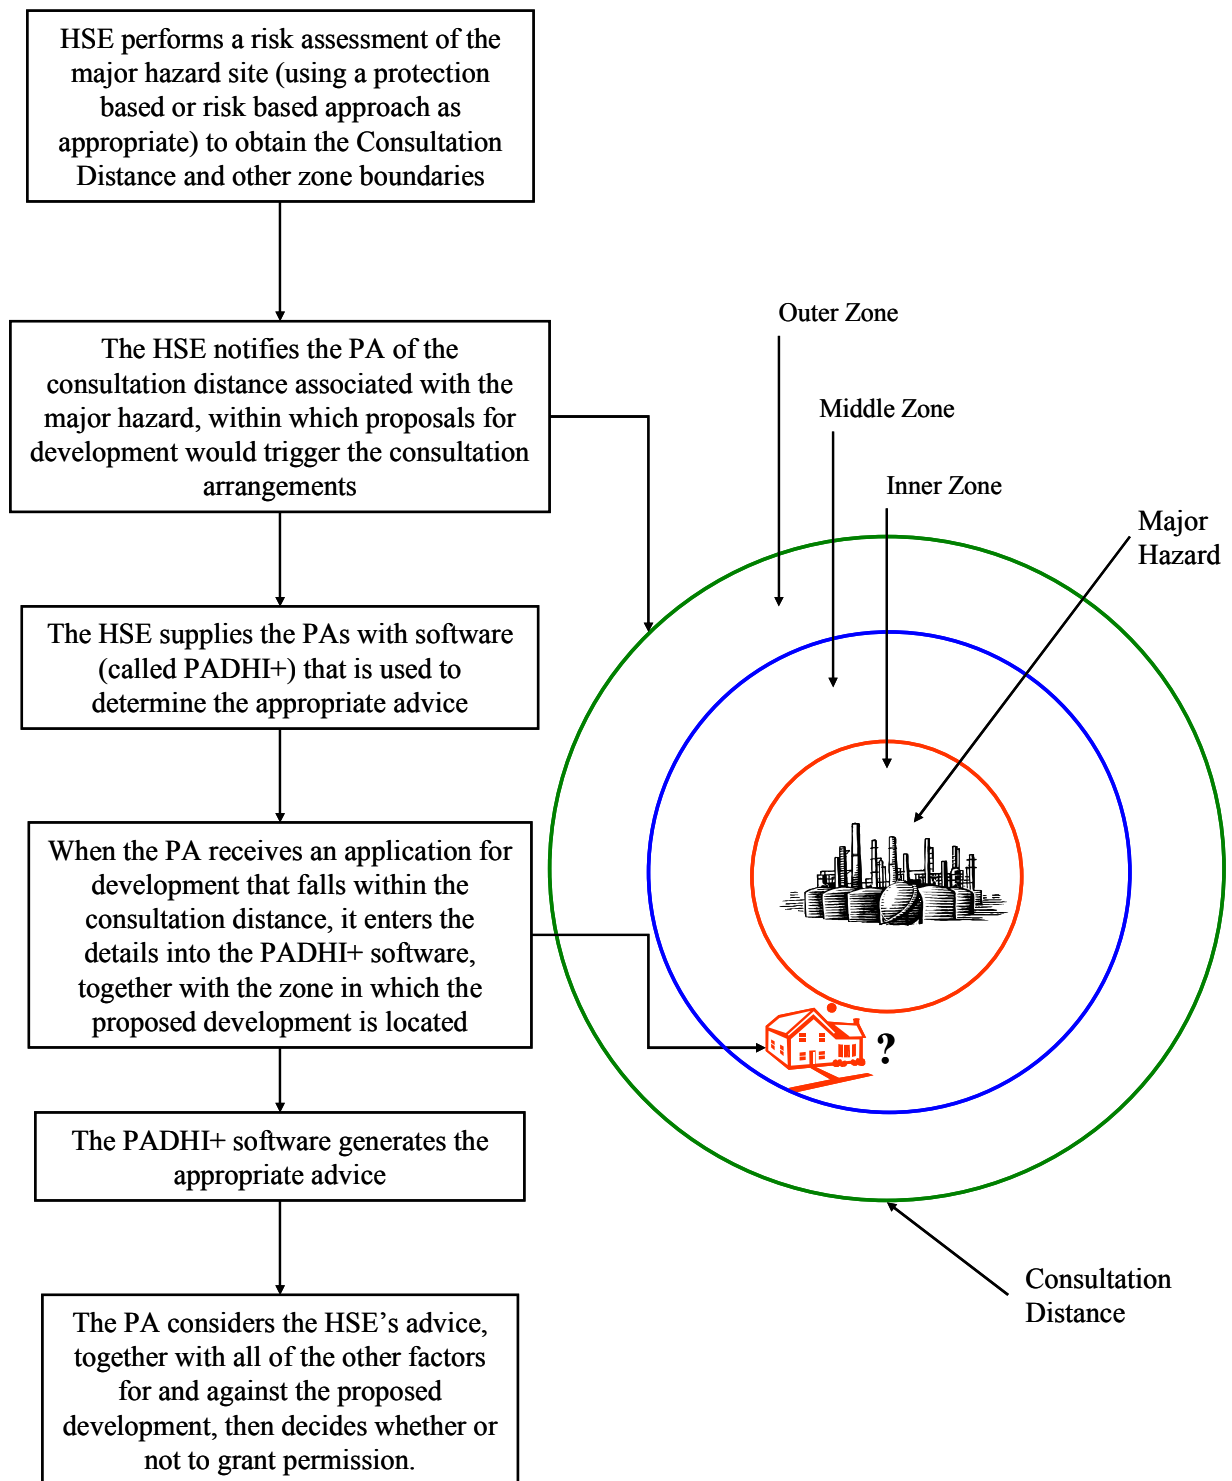 HSE performs a risk assessment of the
major hazard site (using a protection
based or risk based approach as
appropriate) to obtain the Consultation
Distance and other zone boundaries
The HSE notifies the PA of the
consultation distance associated with the
major hazard, within which proposals for
development would trigger the consultation
arrangements
The HSE supplies the PAs with software
(called PADHI+) that is used to
determine the appropriate advice
When the PA receives an application for
development that falls within the
consultation distance, it enters the
details into the PADHI+ software,
together with the zone in which the
proposed development is located
The PADHI+ software generates the
appropriate advice
The PA considers the HSE’s advice,
together with all of the other factors
for and against the proposed
development, then decides whether or
not to grant permission.
Outer Zone
Middle Zone
Inner Zone
Major
Hazard
?
Consultation
Distance